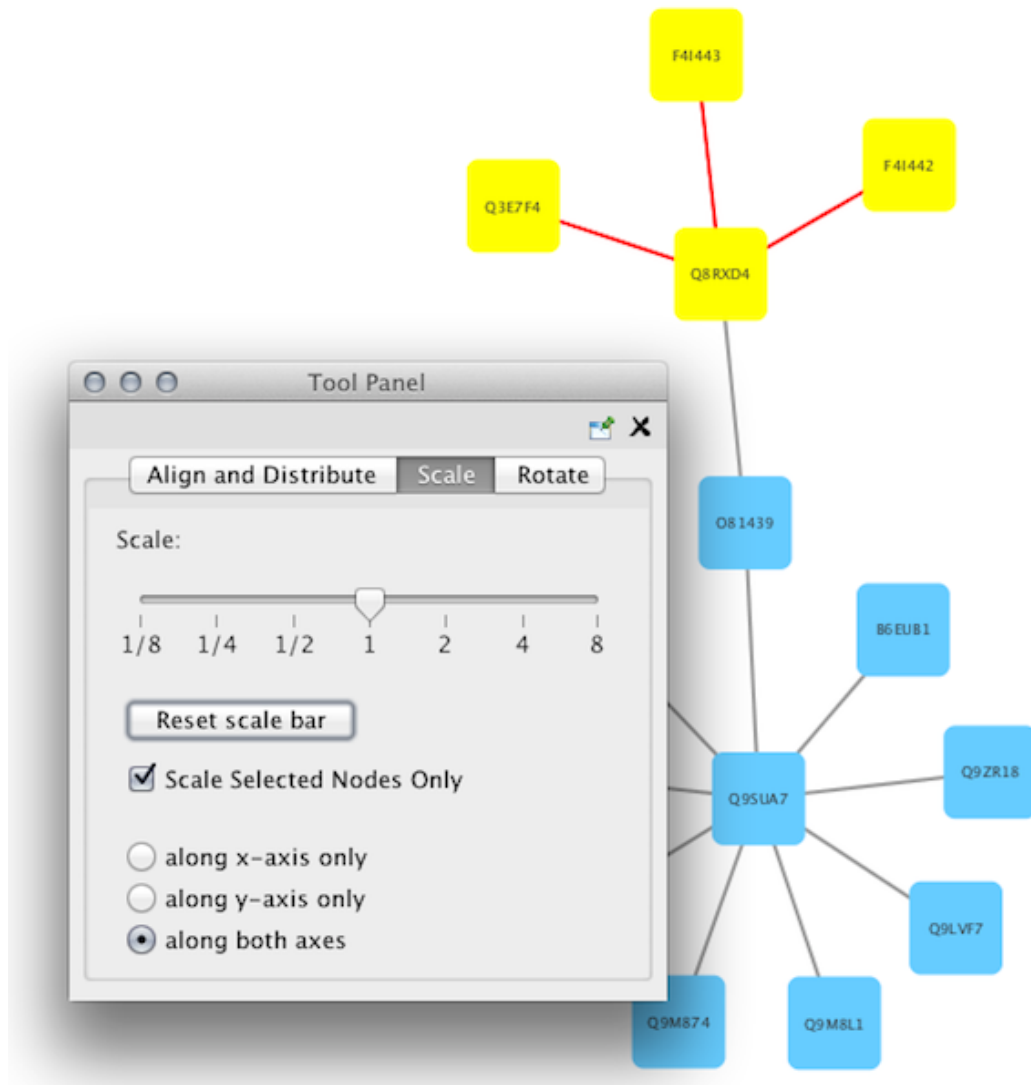 F4I443
F4I442
Q3E7F4
Q8RXD4
Tool Panel
Align and Distribute Scale Rotate
O81439
Scale:
B6EUB1
1/8 1/4 1/2 1 2 4 8
Reset scale bar
Q9ZR18
Scale Selected Nodes Only
Q9SUA7
along x-axis only
along y-axis only
Q9LVF7
along both axes
Q9M874
Q9M8L1